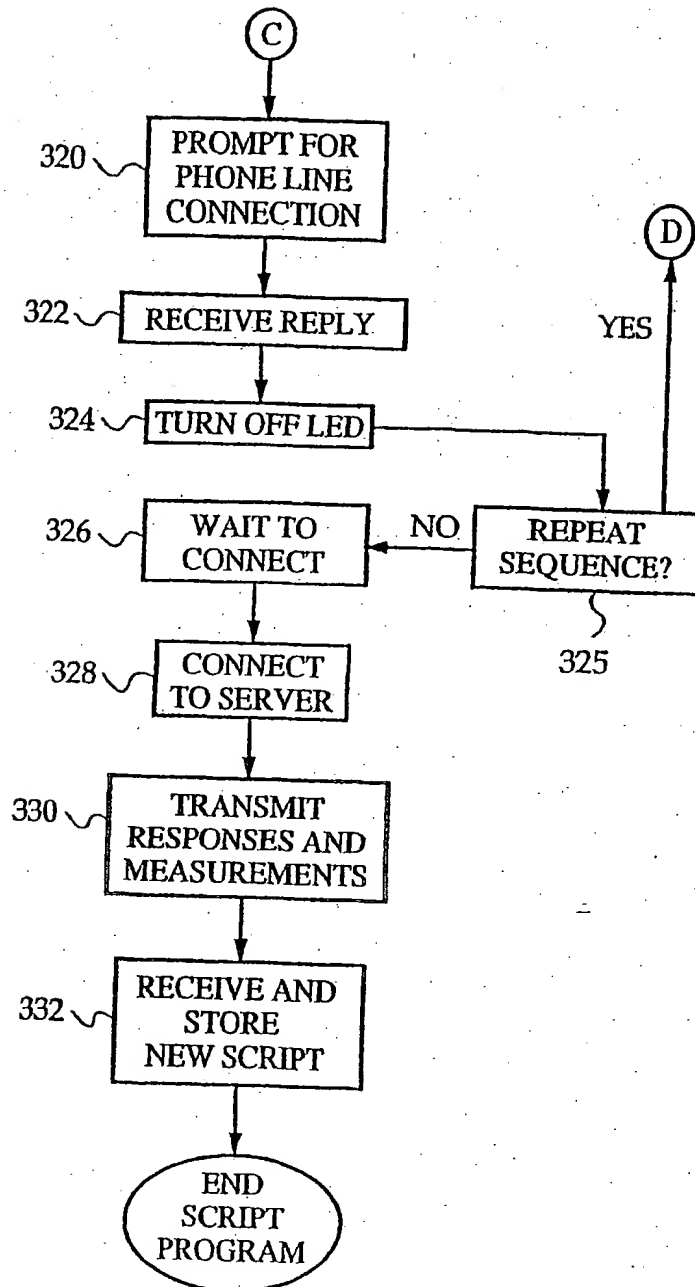 C
320
PROMPT FOR
PHONE LINE
CONNECTION
D
322
RECEIVE REPLY
YES
324
TURN OFF LED
326
WAIT TO
CONNECT
NO
REPEAT
SEQUENCE?
325
328
CONNECT
TO SERVER
330
TRANSMIT
RESPONSES AND
MEASUREMENTS
332
RECEIVE AND
STORE
NEW SCRIPT
END
SCRIPT
PROGRAM